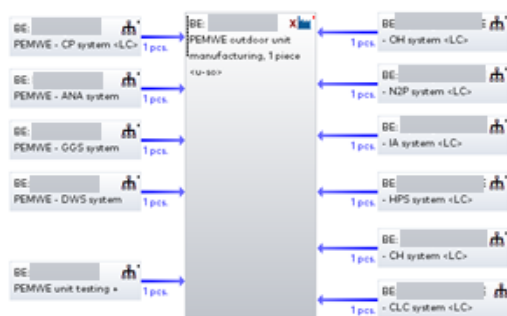 BE:
PEMWE - CP system <LC>
1 pcs.
BE:
PEMWE - ANA system
1 pcs.
BE:
PEMWE - GGS system
1 pcs.
BE:
PEMWE - DWS system
1 pcs.
BE:
PEMWE unit testing
1 pcs.
BE:
PEMWE outdoor unit
manufacturing, 1 piece
<u-so>
BE
- OH system <LC>
1 pcs.
BE:
- N2P system <LC>
1 pcs.
BE:
- IA system <LC>
1 pcs.
BE:
- HPS system <LC>
1 pcs.
BE:
- CH system <LC>
1 pcs.
BE:
- CLC system <LC>
1 pcs.